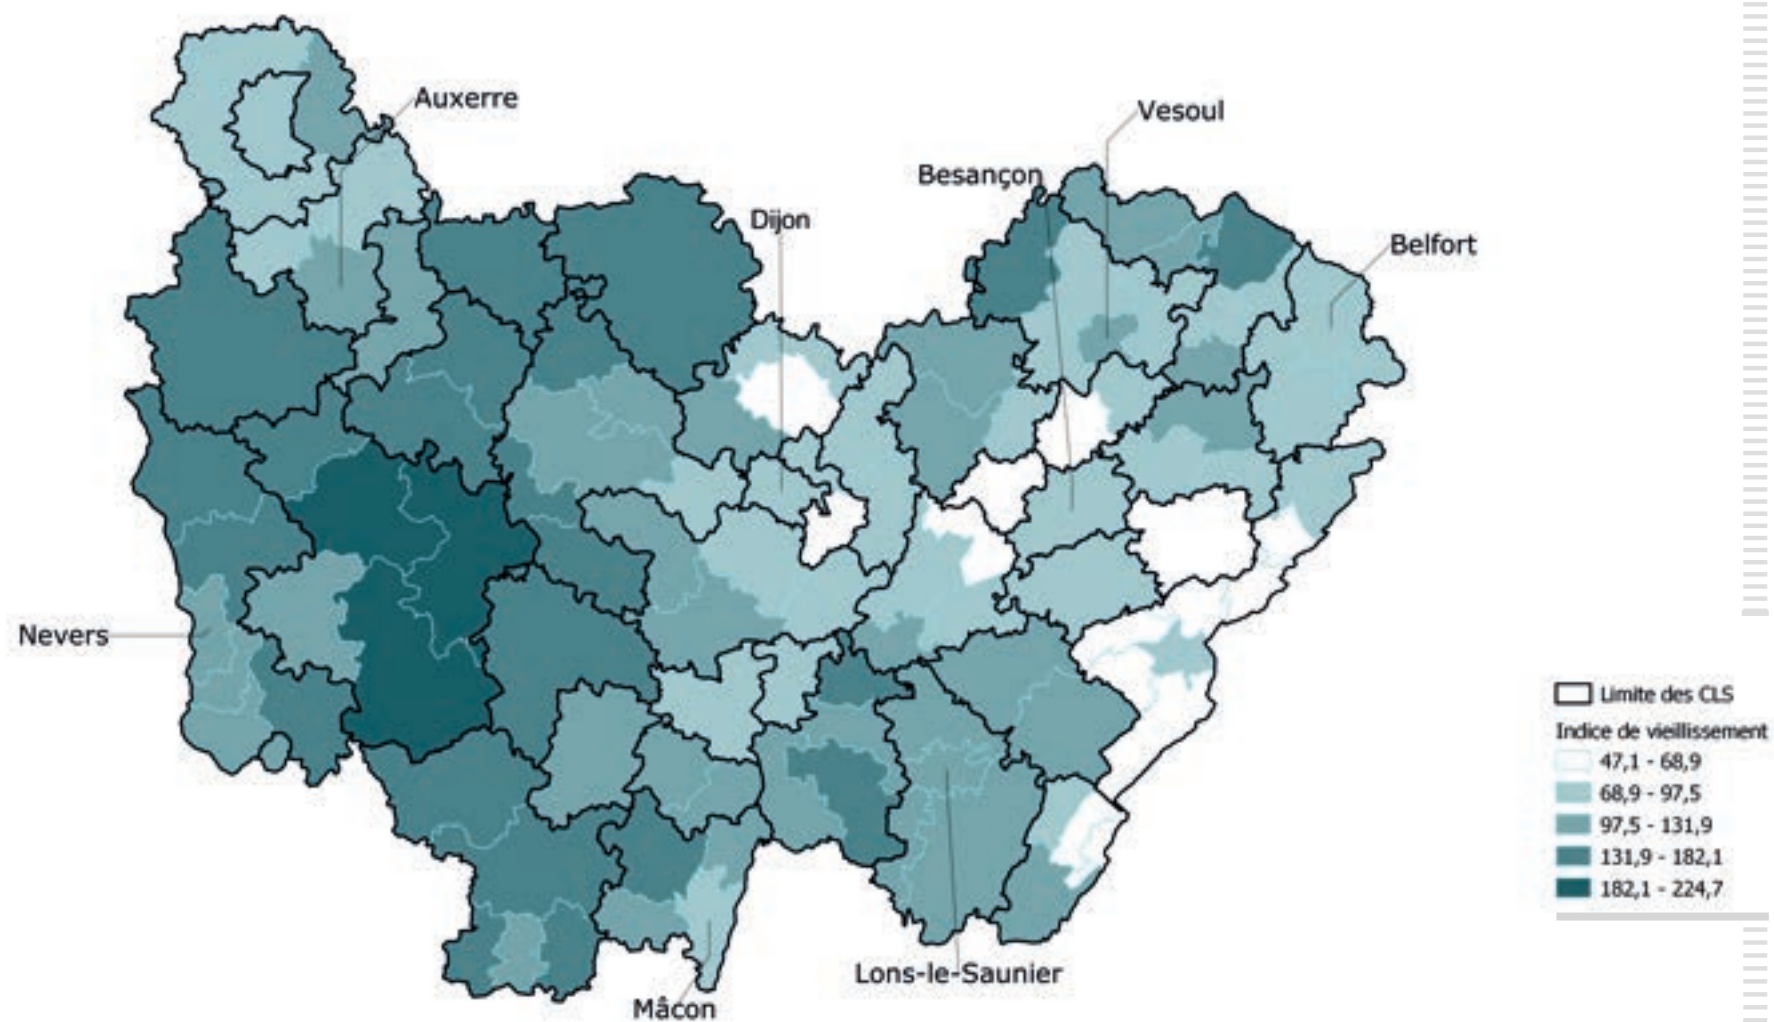 Auxerre
Vesoul
Besançon
Dijon
Belfort
Nevers
Limite des CLS
Indice de vieillissement
47,1 - 68,9
68,9 - 97,5
97,5 - 131,9
131,9 - 182,1
182,1 - 224,7
Lons-le-Saunier
Mâcon